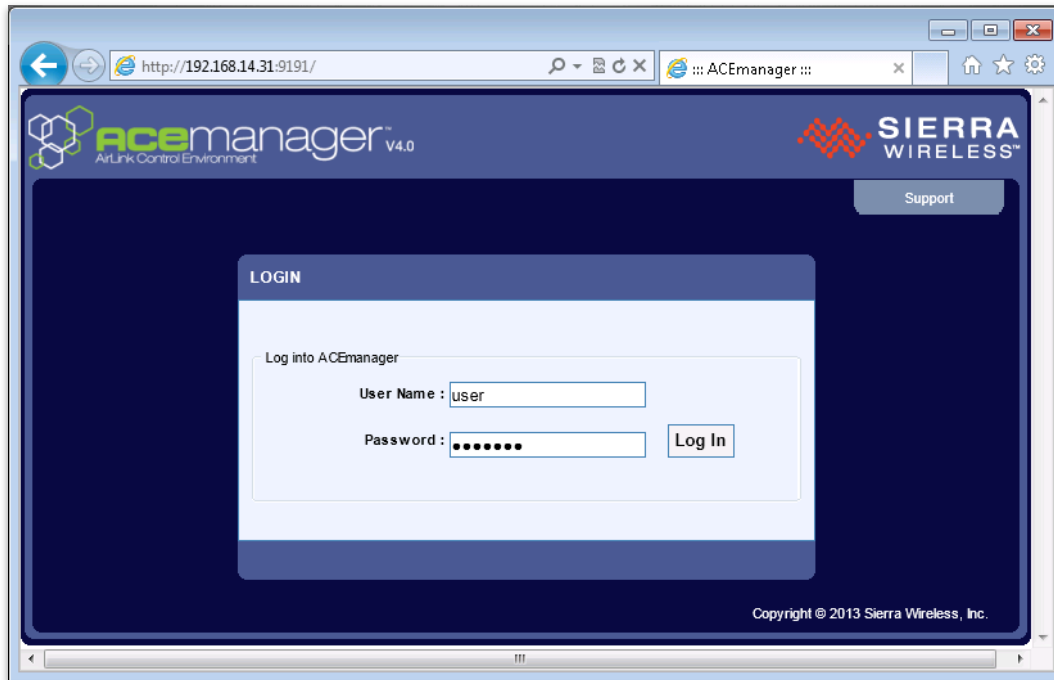 http://192.168.14.31:9191/
::: ACEmanager :::
acemanager™ V4.0
AirLink Control Environment
SIERRA
WIRELESS™
Support
LOGIN
Log into ACEmanager
User Name : user
Password : •••••••
Log In
Copyright © 2013 Sierra Wireless, Inc.